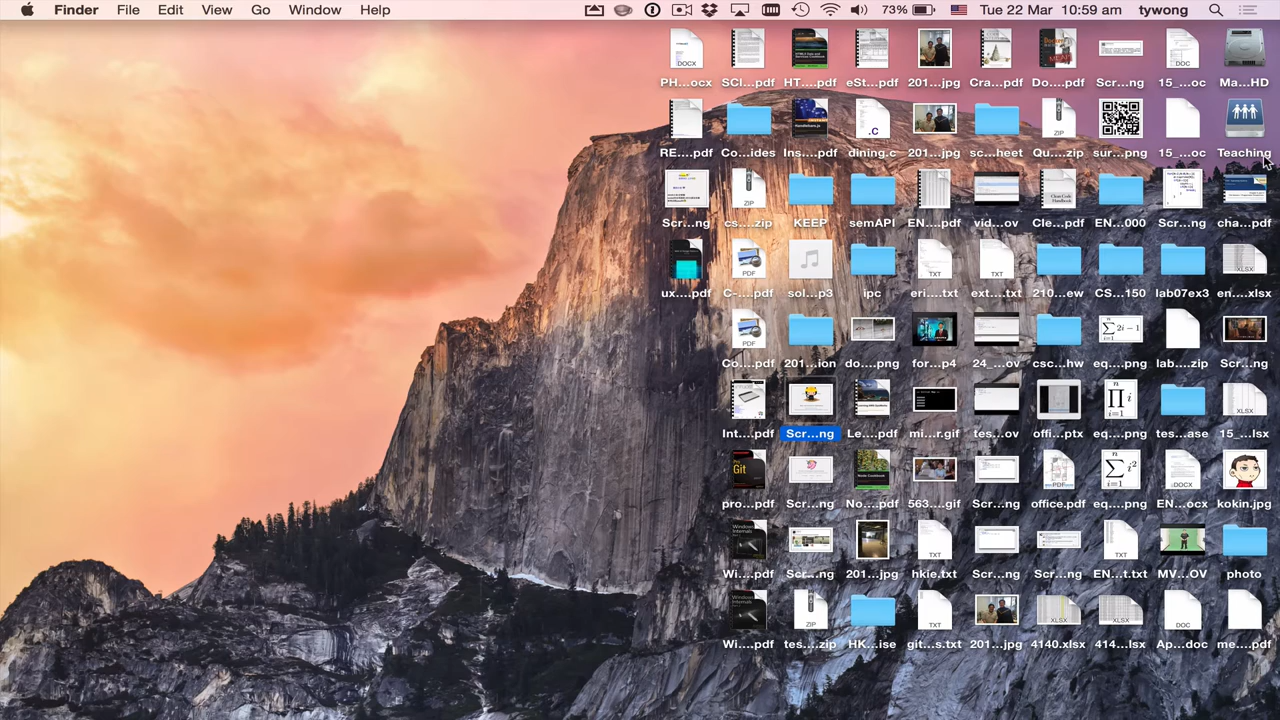 Finder File Edit View Go Window Help 73% Tue 22 Mar 10:59 am tywong
PH...ocx SCI...pdf HT....pdf eSt...pdf 201...jpg Cra...pdf Do....pdf Scr...ng 15_...oc Ma...HD
RE....pdf Co...ides Ins....pdf dining.c 201...jpg sc...heet Qu....zip sur...png 15_...oc Teaching
Scr...ng cs....zip KEEP semAPI EN....pdf vid...ov Cle...pdf EN...000 Scr...ng cha...pdf
ux....pdf C-....pdf sol...p3 ipc eri....txt ext....txt 210...ew CS...150 lab07ex3 en...xlsx
Co....pdf 201...ion do....png for...p4 24_...ov csc...hw eq....png lab....zip Scr...ng
Int....pdf Scr...ng Le....pdf mi...r.gif tes...ov offi...ptx eq....png tes...ase 15_...lsx
pro....pdf Scr...ng No....pdf 563....gif Scr...ng office.pdf eq....png EN...ocx kokin.jpg
Wi....pdf Scr...ng 201...jpg hkie.txt Scr...ng Scr...ng EN...t.txt MV...OV photo
Wi....pdf tes....zip HK...ise git...s.txt 201...jpg 4140.xlsx 414...lsx Ap...doc me....pdf